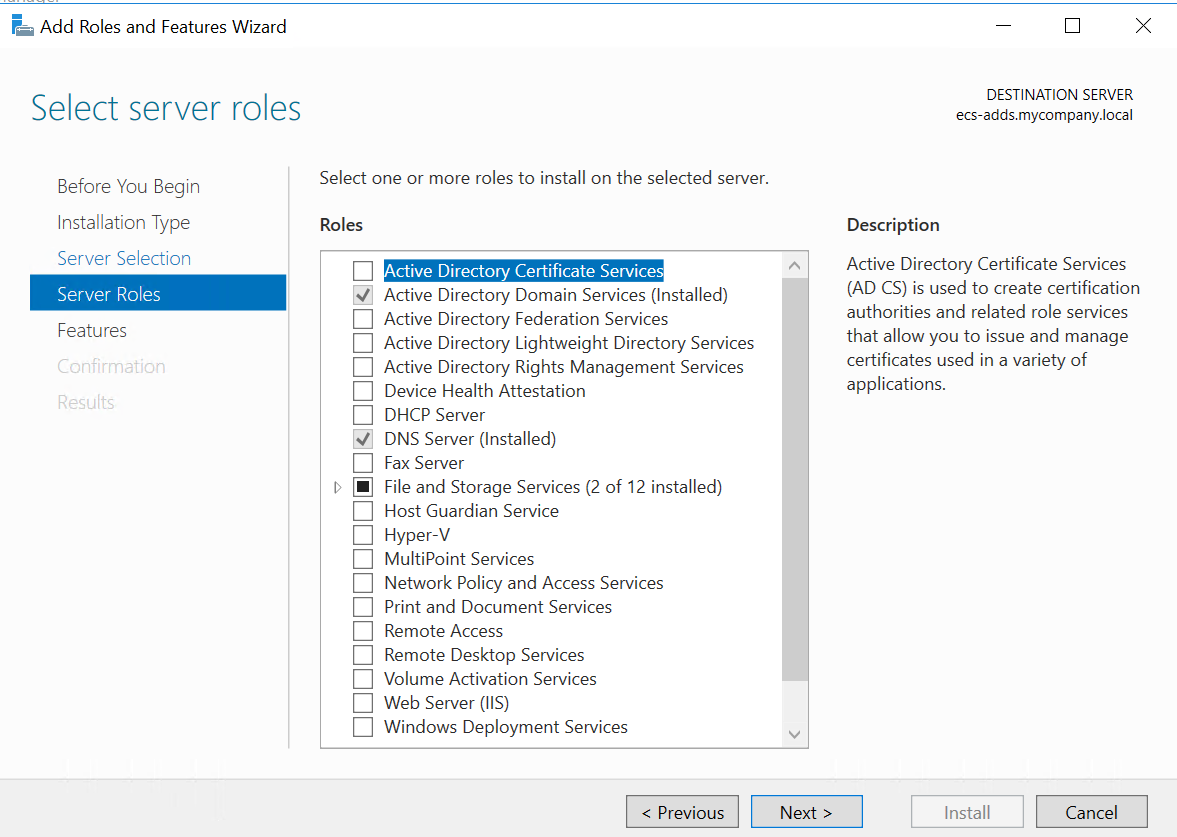 Add Roles and Features Wizard
Select server roles
DESTINATION SERVER
ecs-adds.mycompany.local
Before You Begin
Installation Type
Server Selection
Server Roles
Features
Confirmation
Results
Select one or more roles to install on the selected server.
Roles
Active Directory Certificate Services
Active Directory Domain Services (Installed)
Active Directory Federation Services
Active Directory Lightweight Directory Services
Active Directory Rights Management Services
Device Health Attestation
DHCP Server
DNS Server (Installed)
Fax Server
File and Storage Services (2 of 12 installed)
Host Guardian Service
Hyper-V
MultiPoint Services
Network Policy and Access Services
Print and Document Services
Remote Access
Remote Desktop Services
Volume Activation Services
Web Server (IIS)
Windows Deployment Services
Description
Active Directory Certificate Services
(AD CS) is used to create certification
authorities and related role services
that allow you to issue and manage
certificates used in a variety of
applications.
< Previous
Next >
Install
Cancel